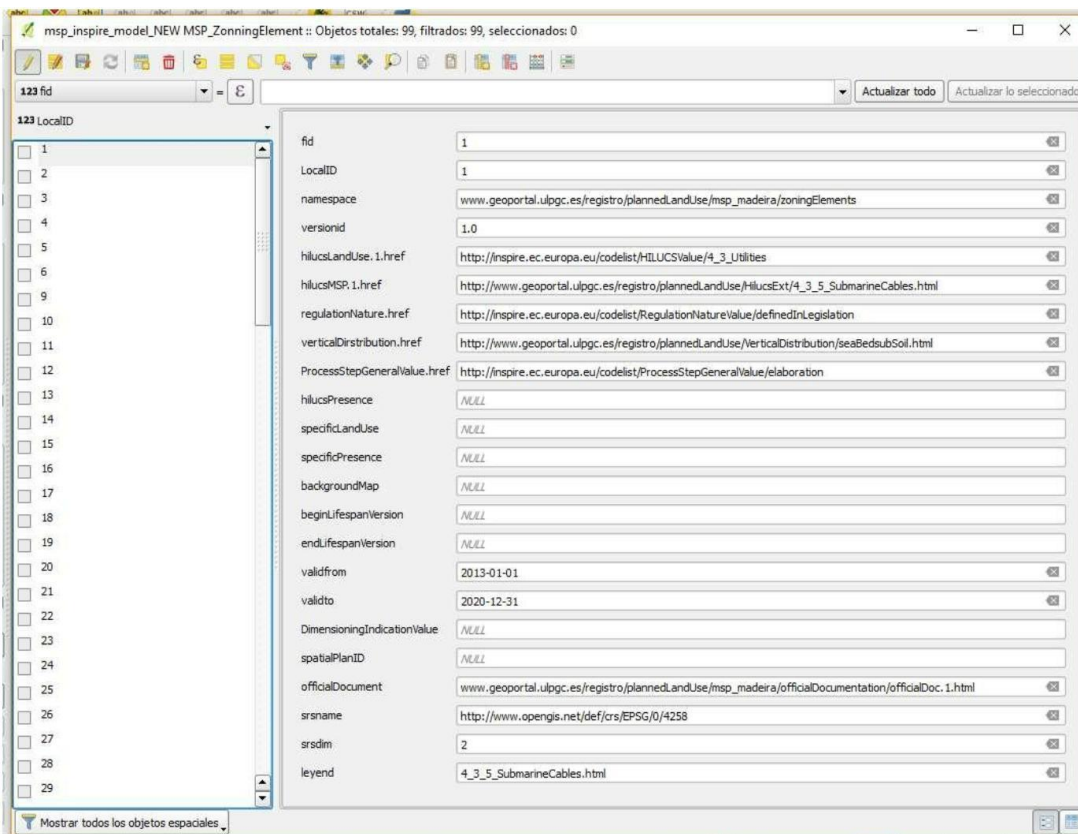 msp_inspire_model_NEW MSP_ZonningElement :: Objetos totales: 99, filtrados: 99, seleccionados: 0
123 fid
=
ε
Actualizar todo
Actualizar lo seleccionado
123 LocalID
1
2
3
4
5
6
9
10
11
12
13
14
15
16
17
18
19
20
21
22
23
24
25
26
27
28
29
fid 1
LocalID 1
namespace www.geoportal.ulpgc.es/registro/plannedLandUse/msp_madeira/zoningElements
versionid 1.0
hilucsLandUse.1.href http://inspire.ec.europa.eu/codelist/HILUCSValue/4_3_Utilities
hilucsMSP.1.href http://www.geoportal.ulpgc.es/registro/plannedLandUse/HilucsExt/4_3_5_SubmarineCables.html
regulationNature.href http://inspire.ec.europa.eu/codelist/RegulationNatureValue/definedInLegislation
verticalDirstribution.href http://www.geoportal.ulpgc.es/registro/plannedLandUse/VerticalDistribution/seaBedsubSoil.html
ProcessStepGeneralValue.href http://inspire.ec.europa.eu/codelist/ProcessStepGeneralValue/elaboration
hilucsPresence NULL
specificLandUse NULL
specificPresence NULL
backgroundMap NULL
beginLifespanVersion NULL
endLifespanVersion NULL
validfrom 2013-01-01
validto 2020-12-31
DimensioningIndicationValue NULL
spatialPlanID NULL
officialDocument www.geoportal.ulpgc.es/registro/plannedLandUse/msp_madeira/officialDocumentation/officialDoc.1.html
srsname http://www.opengis.net/def/crs/EPSG/0/4258
srsdim 2
leyend 4_3_5_SubmarineCables.html
Mostrar todos los objetos espaciales